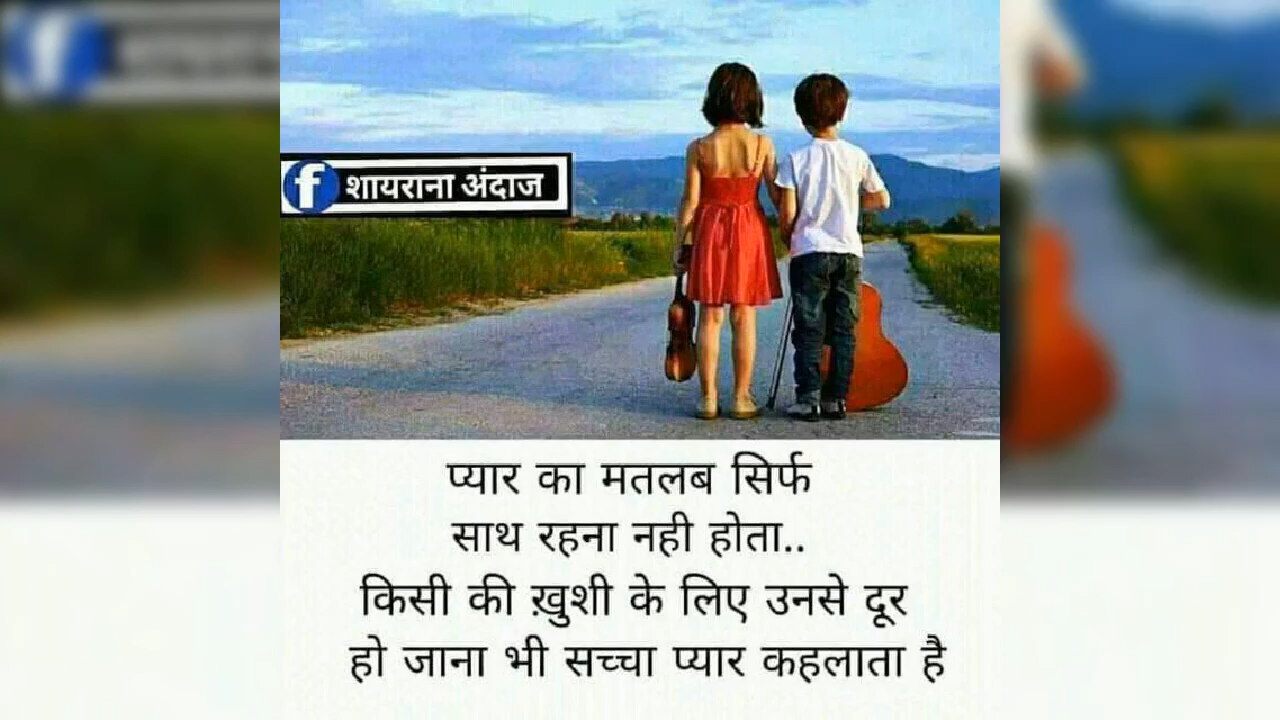 शायराना अंदाज
प्यार का मतलब सिर्फ
साथ रहना नही होता..
किसी की ख़ुशी के लिए उनसे दूर
हो जाना भी सच्चा प्यार कहलाता है